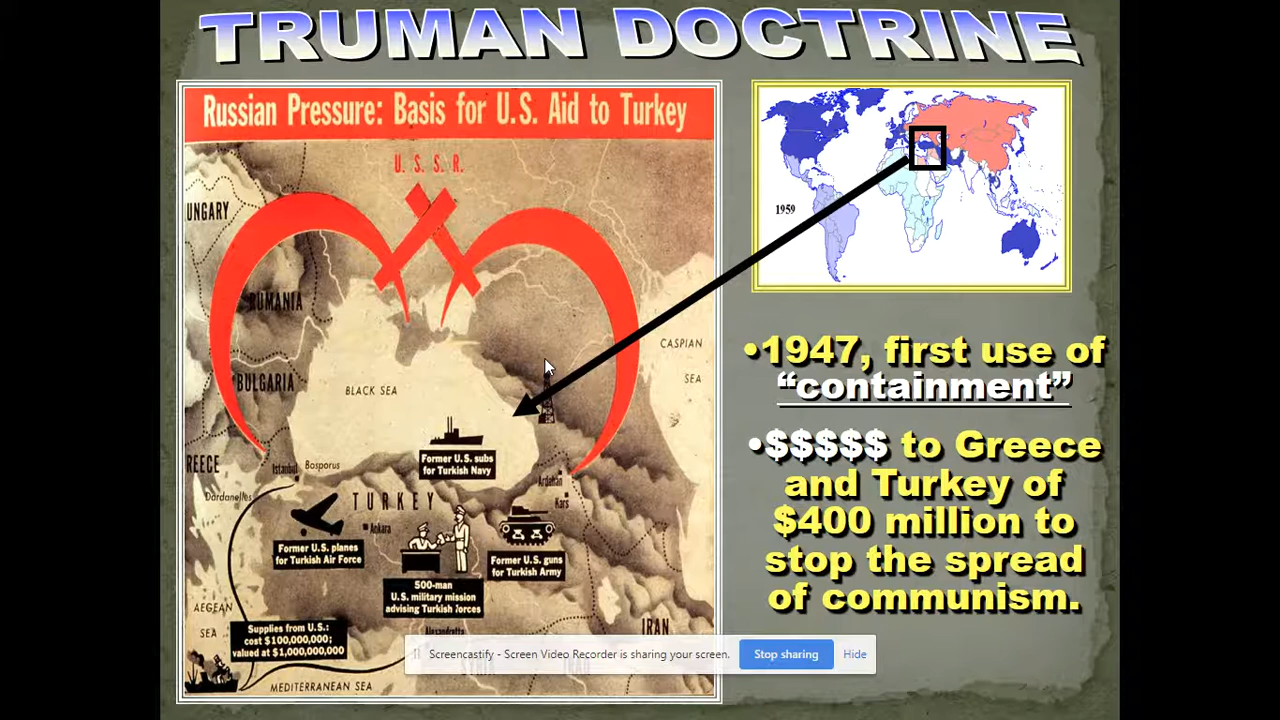 TRUMAN DOCTRINE
Russian Pressure: Basis for U.S. Aid to Turkey
U. S. S. R.
UNGARY
RUMANIA
BULGARIA
BLACK SEA
CASPIAN
SEA
Former U.S. subs
for Turkish Navy
REECE
Istanbul
Bosporus
Dardanelles
TURKEY
Ankara
Ardahan
Kars
Former U.S. planes
for Turkish Air Force
Former U.S. guns
for Turkish Army
500-man
U.S. military mission
advising Turkish forces
AEGEAN
SEA
Supplies from U.S.:
cost $100,000,000;
valued at $1,000,000,000
IRAN
MEDITERRANEAN SEA
1959
•1947, first use of
“containment”
•$$$$$ to Greece
and Turkey of
$400 million to
stop the spread
of communism.
Screencastify - Screen Video Recorder is sharing your screen.
Stop sharing
Hide